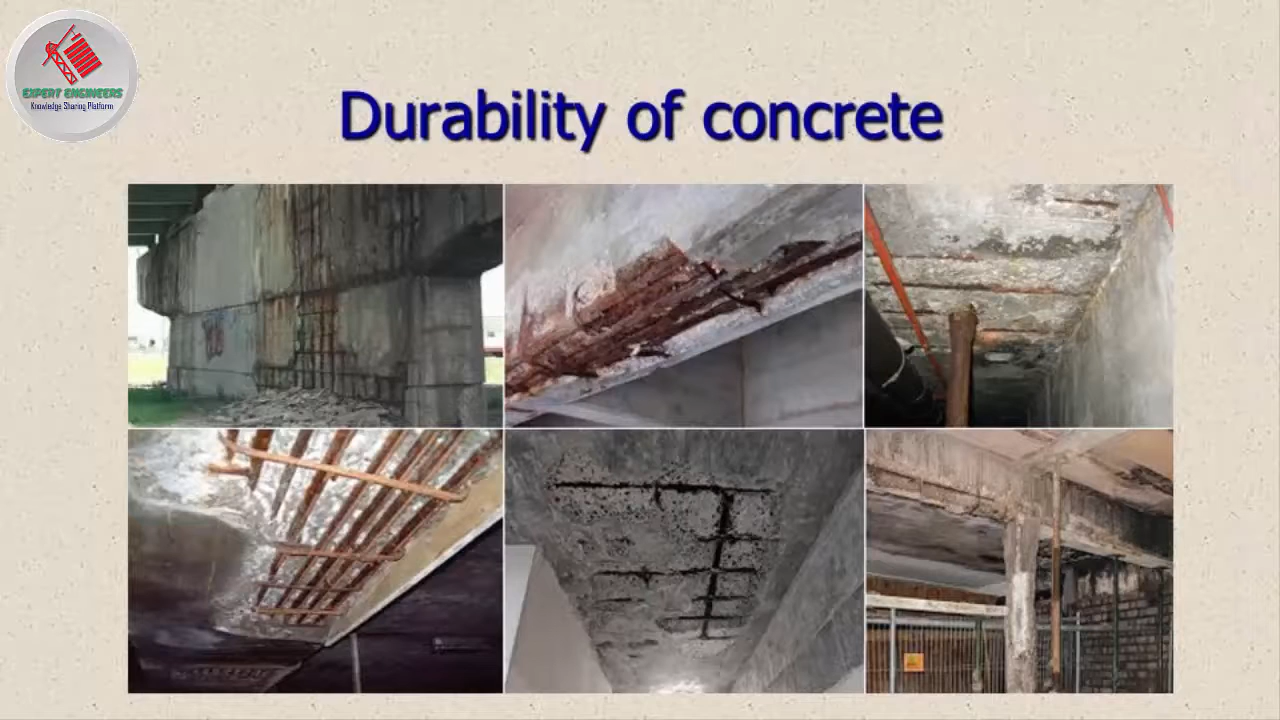 EXPERT ENGINEERS
Knowledge Sharing Platform
Durability of concrete